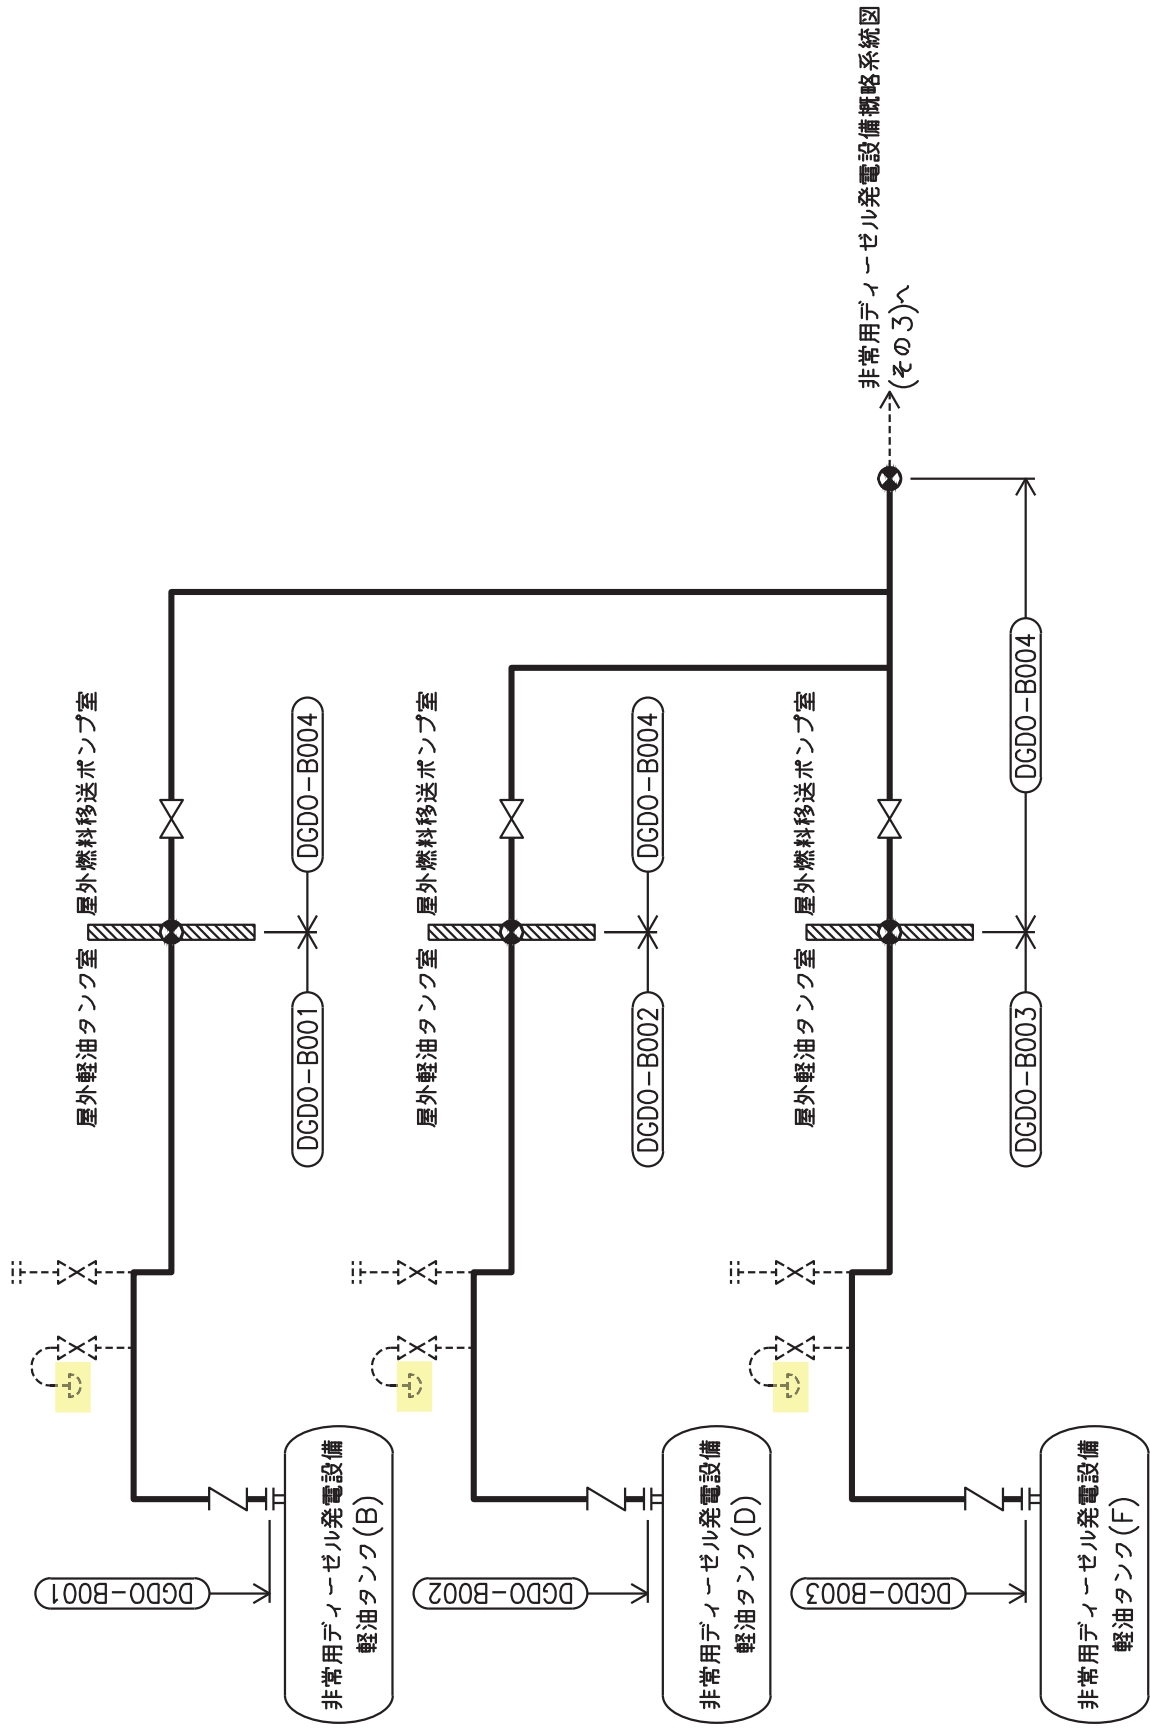 非常用ディーゼル発電設備概略系統図
(その3)へ
屋外軽油タンク室
屋外燃料移送ポンプ室
DGDO-B001
DGDO-B004
屋外軽油タンク室
屋外燃料移送ポンプ室
DGDO-B002
DGDO-B004
屋外軽油タンク室
屋外燃料移送ポンプ室
DGDO-B003
DGDO-B004
DGDO-B001
非常用ディーゼル発電設備
軽油タンク(B)
DGDO-B002
非常用ディーゼル発電設備
軽油タンク(D)
DGDO-B003
非常用ディーゼル発電設備
軽油タンク(F)